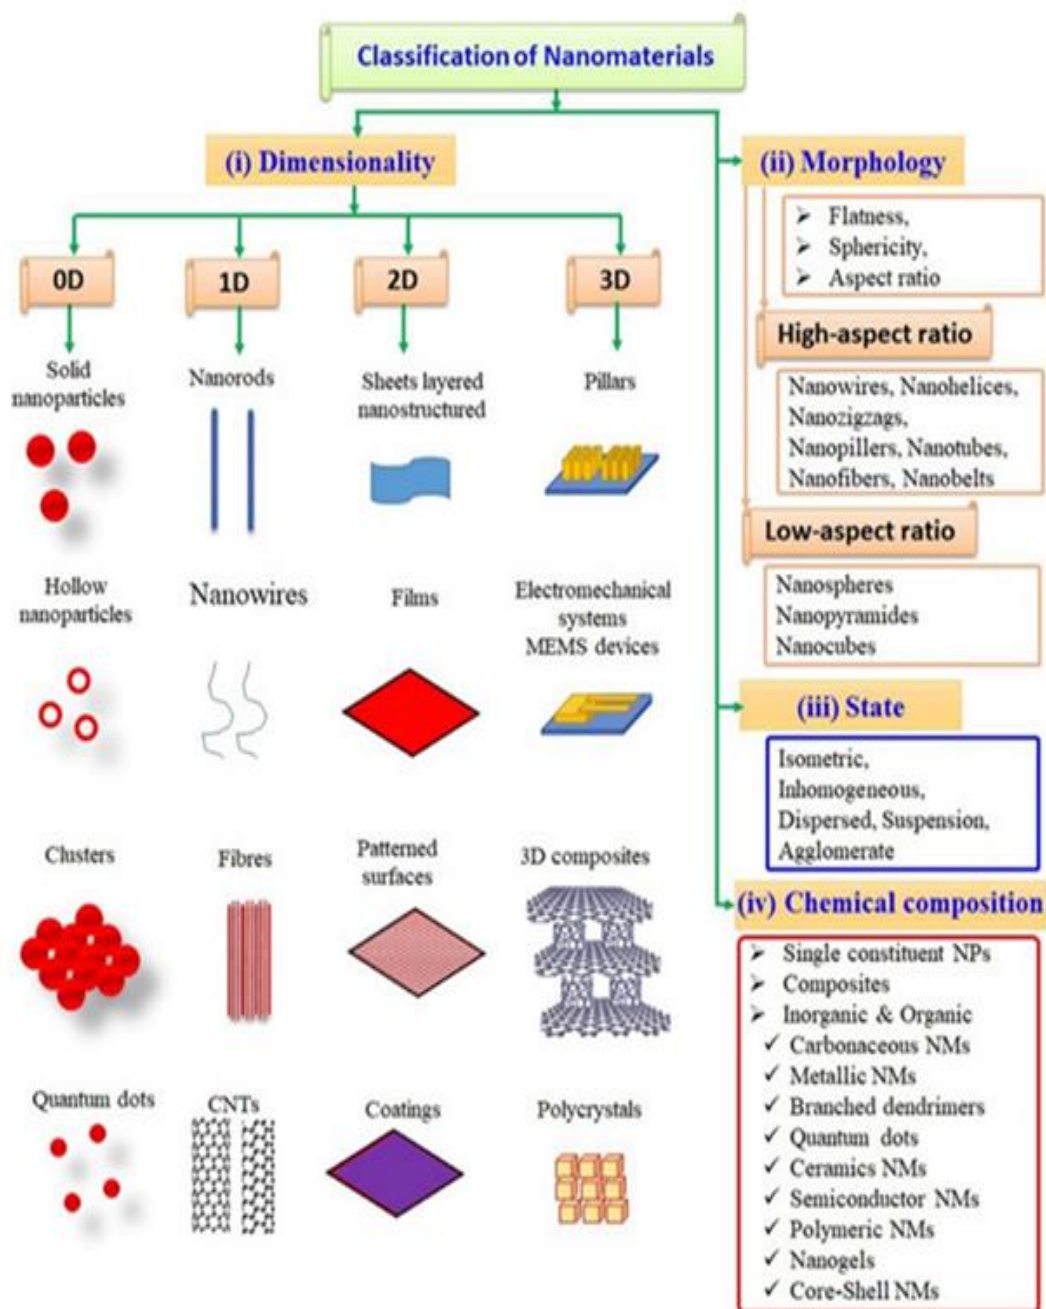 Classification of Nanomaterials
(i) Dimensionality
0D
1D
2D
3D
Solid
nanoparticles
Nanorods
Sheets layered
nanostructured
Pillars
Hollow
nanoparticles
Nanowires
Films
Electromechanical
systems
MEMS devices
Clusters
Fibres
Patterned
surfaces
3D composites
Quantum dots
CNTs
Coatings
Polycrystals
(ii) Morphology
➢ Flatness,
➢ Sphericity,
➢ Aspect ratio
High-aspect ratio
Nanowires, Nanohelices,
Nanozigzags,
Nanopillers, Nanotubes,
Nanofibers, Nanobelts
Low-aspect ratio
Nanospheres
Nanopyramides
Nanocubes
(iii) State
Isometric,
Inhomogeneous,
Dispersed, Suspension,
Agglomerate
(iv) Chemical composition
➢ Single constituent NPs
➢ Composites
➢ Inorganic & Organic
✓ Carbonaceous NMs
✓ Metallic NMs
✓ Branched dendrimers
✓ Quantum dots
✓ Ceramics NMs
✓ Semiconductor NMs
✓ Polymeric NMs
✓ Nanogels
✓ Core-Shell NMs